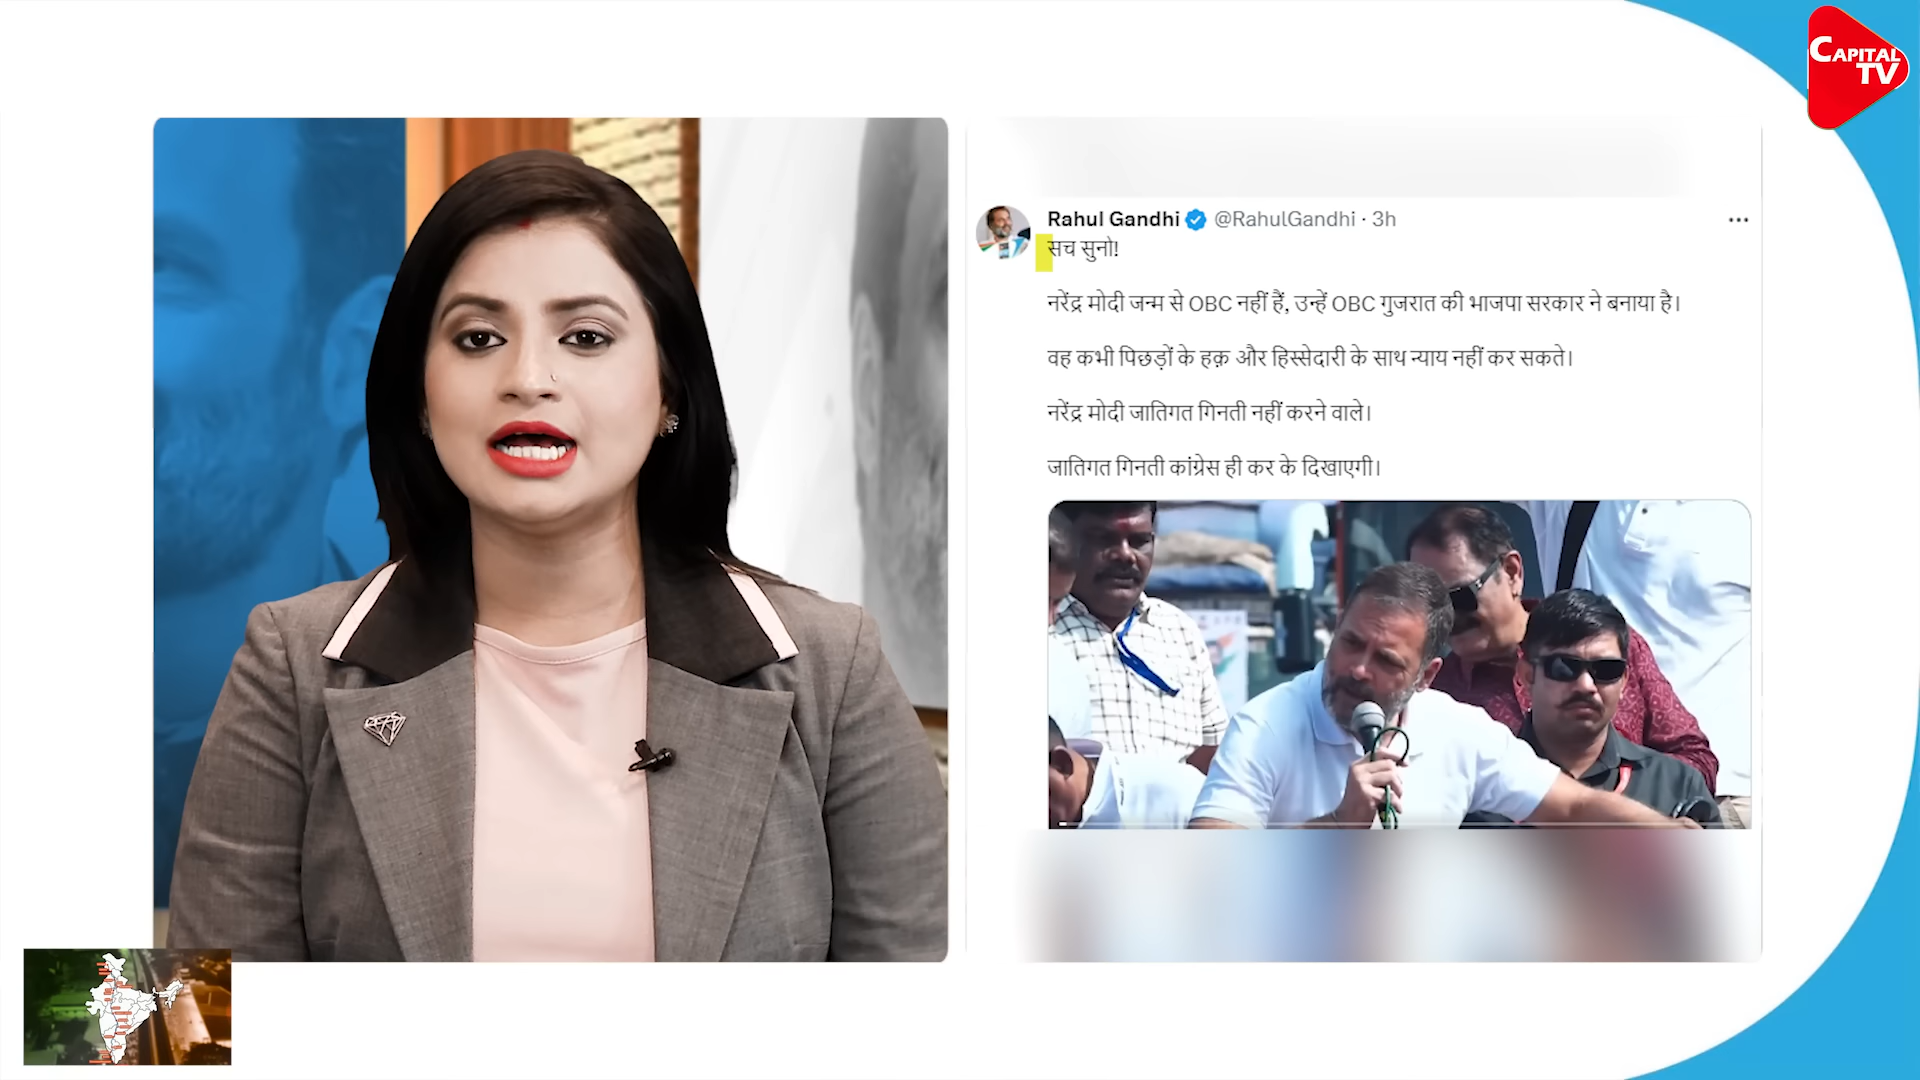 CAPITAL
TV
Rahul Gandhi @RahulGandhi · 3h
सच सुनो!
नरेंद्र मोदी जन्म से OBC नहीं हैं, उन्हें OBC गुजरात की भाजपा सरकार ने बनाया है।
वह कभी पिछड़ों के हक़ और हिस्सेदारी के साथ न्याय नहीं कर सकते।
नरेंद्र मोदी जातिगत गिनती नहीं करने वाले।
जातिगत गिनती कांग्रेस ही कर के दिखाएगी।